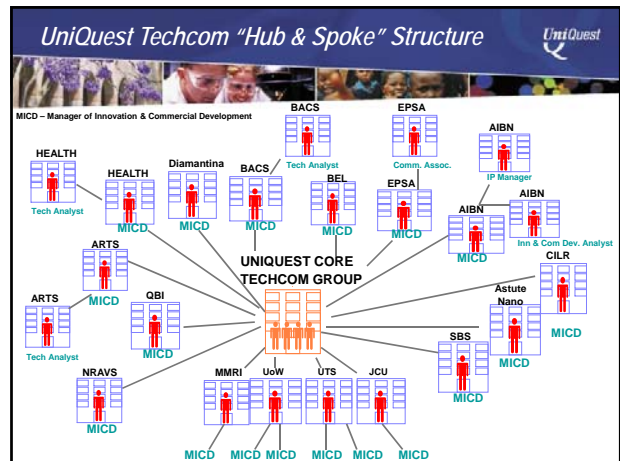 UniQuest Techcom “Hub & Spoke” Structure
UniQuest
MICD – Manager of Innovation & Commercial Development
BACS
Tech Analyst
EPSA
Comm. Assoc.
AIBN
IP Manager
HEALTH
Tech Analyst
HEALTH
MICD
Diamantina
BACS
MICD
BEL
MICD
EPSA
MICD
AIBN
MICD
AIBN
Inn & Com Dev. Analyst
UNIQUEST CORE
TECHCOM GROUP
ARTS
MICD
ARTS
Tech Analyst
QBI
MICD
CILR
MICD
Astute
Nano
MICD
SBS
MICD
NRAVS
MICD
MMRI
UoW
UTS
JCU
MICD
MICD
MICD
MICD
MICD
MICD